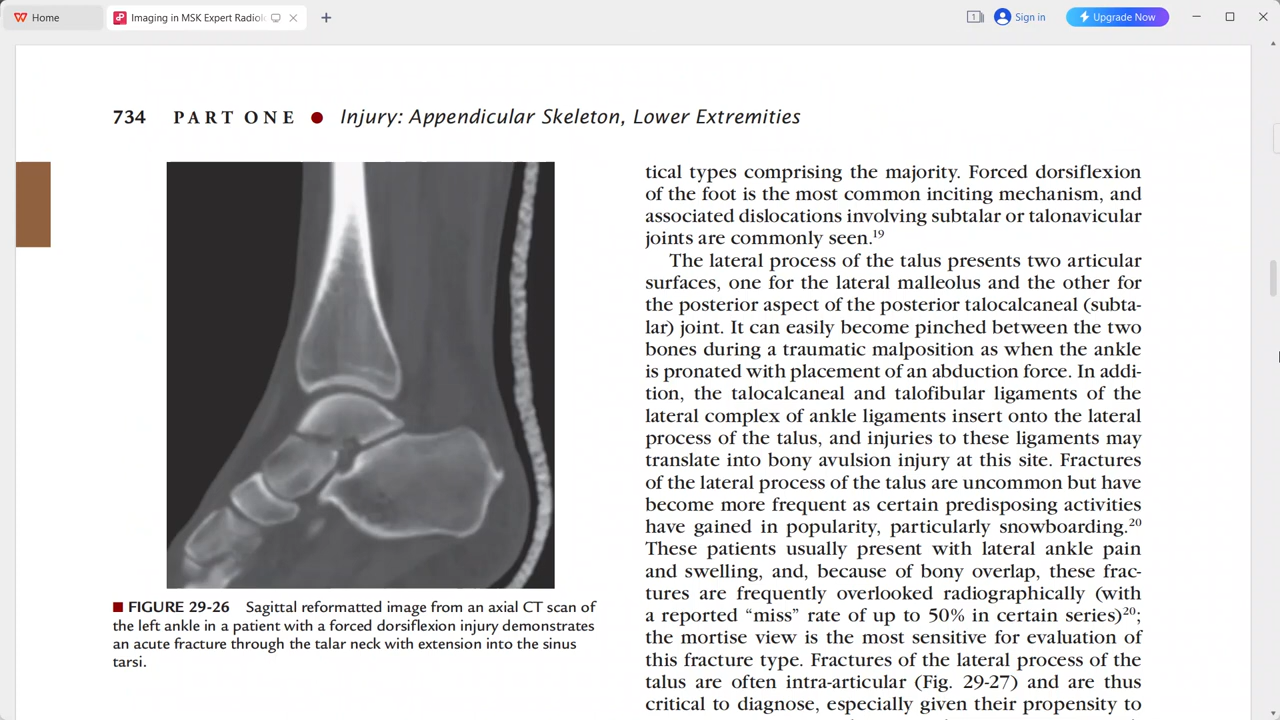 Home
Imaging in MSK Expert Radiolo
1
Sign in
Upgrade Now
734 PART ONE ● Injury: Appendicular Skeleton, Lower Extremities
■ FIGURE 29-26 Sagittal reformatted image from an axial CT scan of
the left ankle in a patient with a forced dorsiflexion injury demonstrates
an acute fracture through the talar neck with extension into the sinus
tarsi.
tical types comprising the majority. Forced dorsiflexion
of the foot is the most common inciting mechanism, and
associated dislocations involving subtalar or talonavicular
joints are commonly seen.¹⁹
The lateral process of the talus presents two articular
surfaces, one for the lateral malleolus and the other for
the posterior aspect of the posterior talocalcaneal (subta-
lar) joint. It can easily become pinched between the two
bones during a traumatic malposition as when the ankle
is pronated with placement of an abduction force. In addi-
tion, the talocalcaneal and talofibular ligaments of the
lateral complex of ankle ligaments insert onto the lateral
process of the talus, and injuries to these ligaments may
translate into bony avulsion injury at this site. Fractures
of the lateral process of the talus are uncommon but have
become more frequent as certain predisposing activities
have gained in popularity, particularly snowboarding.²⁰
These patients usually present with lateral ankle pain
and swelling, and, because of bony overlap, these frac-
tures are frequently overlooked radiographically (with
a reported “miss” rate of up to 50% in certain series)²⁰;
the mortise view is the most sensitive for evaluation of
this fracture type. Fractures of the lateral process of the
talus are often intra-articular (Fig. 29-27) and are thus
critical to diagnose, especially given their propensity to